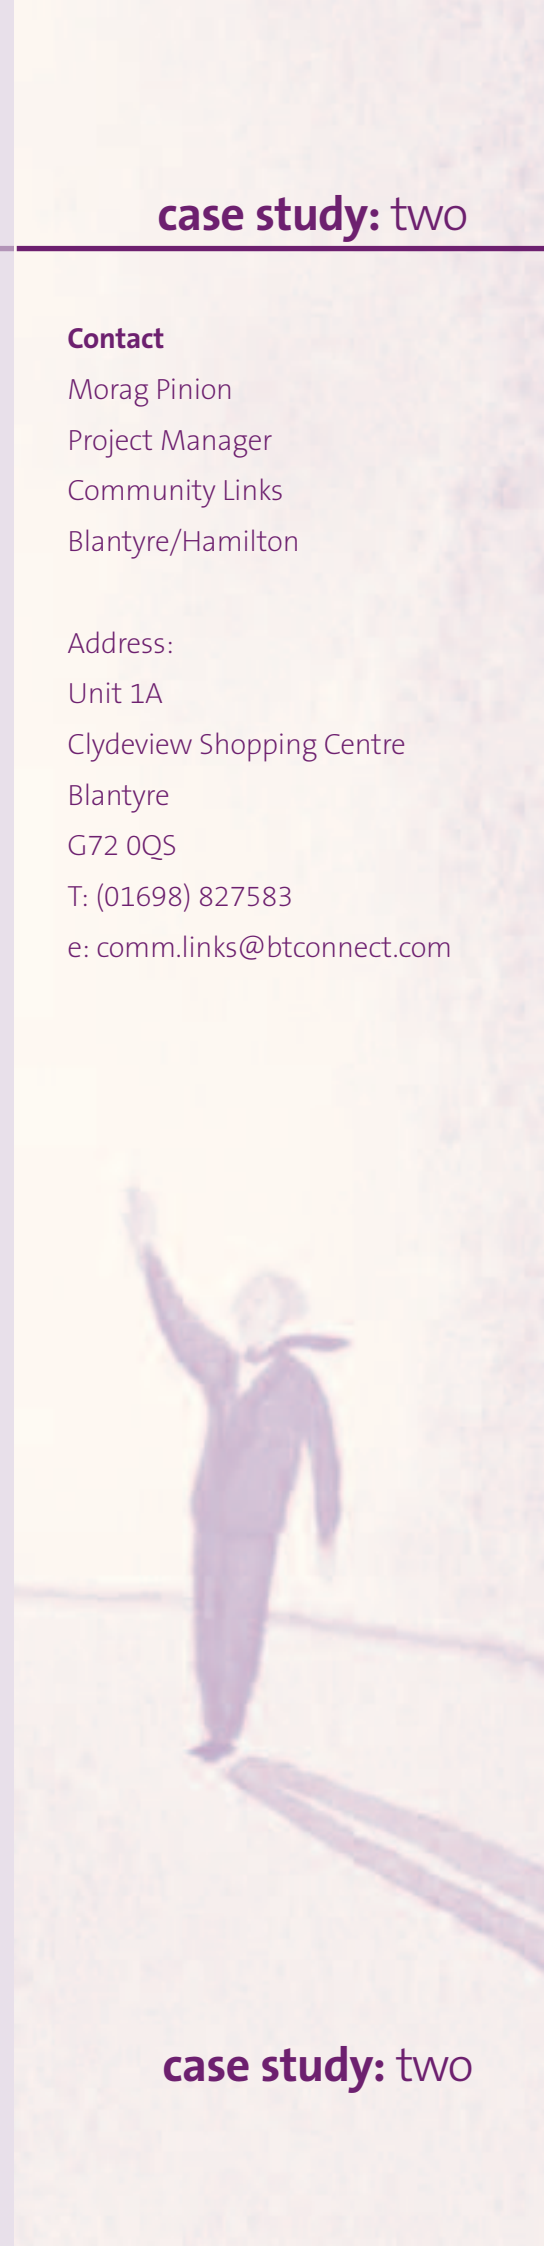 case study: two
Contact
Morag Pinion
Project Manager
Community Links
Blantyre/Hamilton
Address:
Unit 1A
Clydeview Shopping Centre
Blantyre
G72 0QS
T: (01698) 827583
e: comm.links@btconnect.com
case study: two